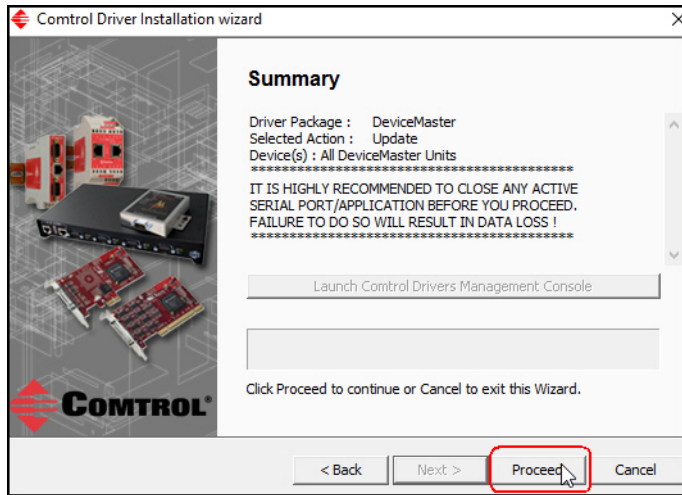 Comtrol Driver Installation wizard
Summary
Driver Package : DeviceMaster
Selected Action : Update
Device(s) : All DeviceMaster Units
*******************************************
IT IS HIGHLY RECOMMENDED TO CLOSE ANY ACTIVE
SERIAL PORT/APPLICATION BEFORE YOU PROCEED.
FAILURE TO DO SO WILL RESULT IN DATA LOSS !
*******************************************
Launch Comtrol Drivers Management Console
Click Proceed to continue or Cancel to exit this Wizard.
COMTROL®
< Back
Next >
Proceed
Cancel